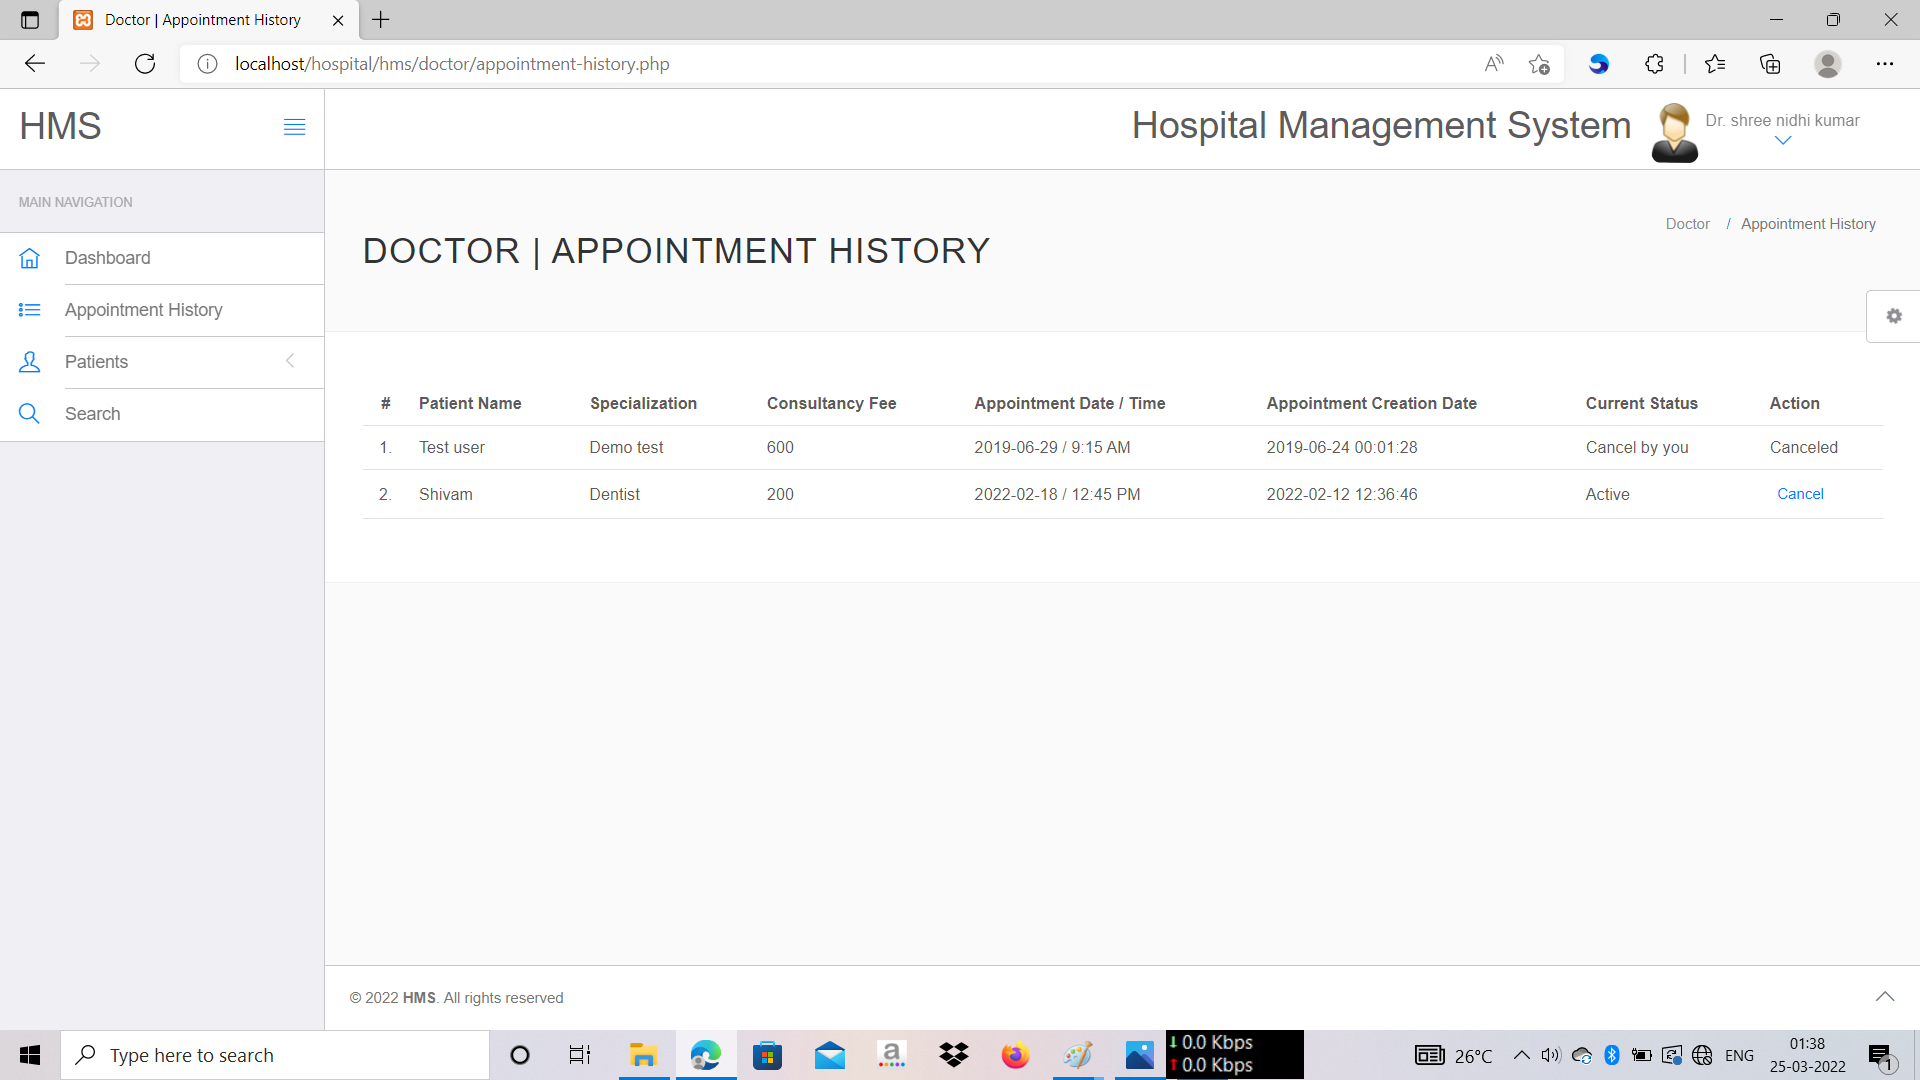 Doctor | Appointment History
localhost/hospital/hms/doctor/appointment-history.php
HMS
Hospital Management System
Dr. shree nidhi kumar
MAIN NAVIGATION
Dashboard
Appointment History
Patients
Search
DOCTOR | APPOINTMENT HISTORY
Doctor / Appointment History
# Patient Name Specialization Consultancy Fee Appointment Date / Time Appointment Creation Date Current Status Action
1. Test user Demo test 600 2019-06-29 / 9:15 AM 2019-06-24 00:01:28 Cancel by you Canceled
2. Shivam Dentist 200 2022-02-18 / 12:45 PM 2022-02-12 12:36:46 Active Cancel
© 2022 HMS. All rights reserved
Type here to search
0.0 Kbps
0.0 Kbps
26°C
ENG
01:38
25-03-2022
1